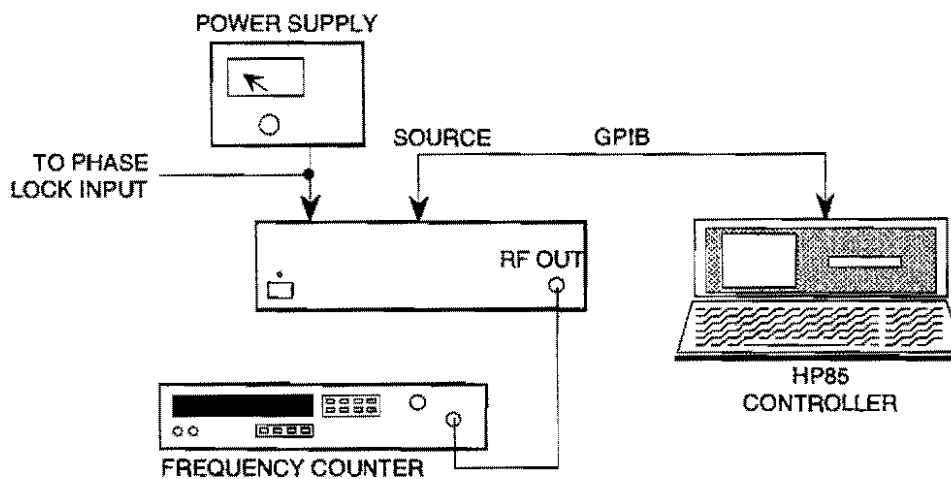 POWER SUPPLY
TO PHASE
LOCK INPUT
SOURCE
GPIB
RF OUT
HP85
CONTROLLER
FREQUENCY COUNTER